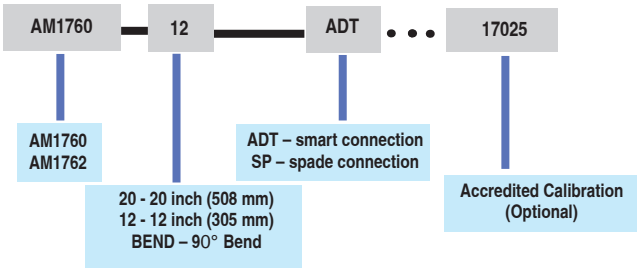 AM1760
12
ADT
17025
AM1760
AM1762
ADT – smart connection
SP – spade connection
20 - 20 inch (508 mm)
12 - 12 inch (305 mm)
BEND – 90° Bend
Accredited Calibration
(Optional)